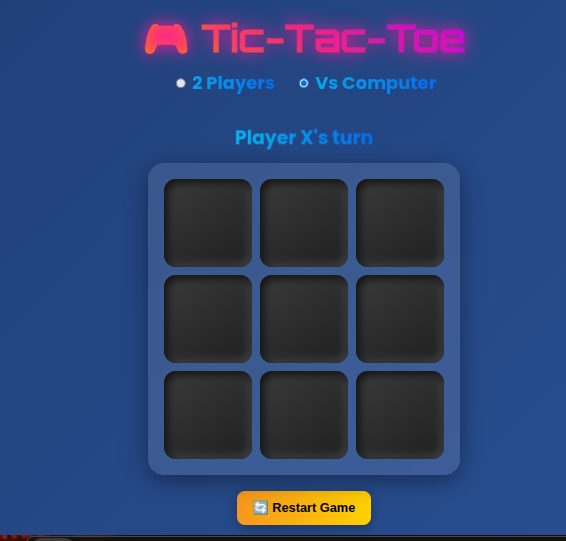 🎮 Tic-Tac-Toe
2 Players Vs Computer
Player X's turn
🔄 Restart Game